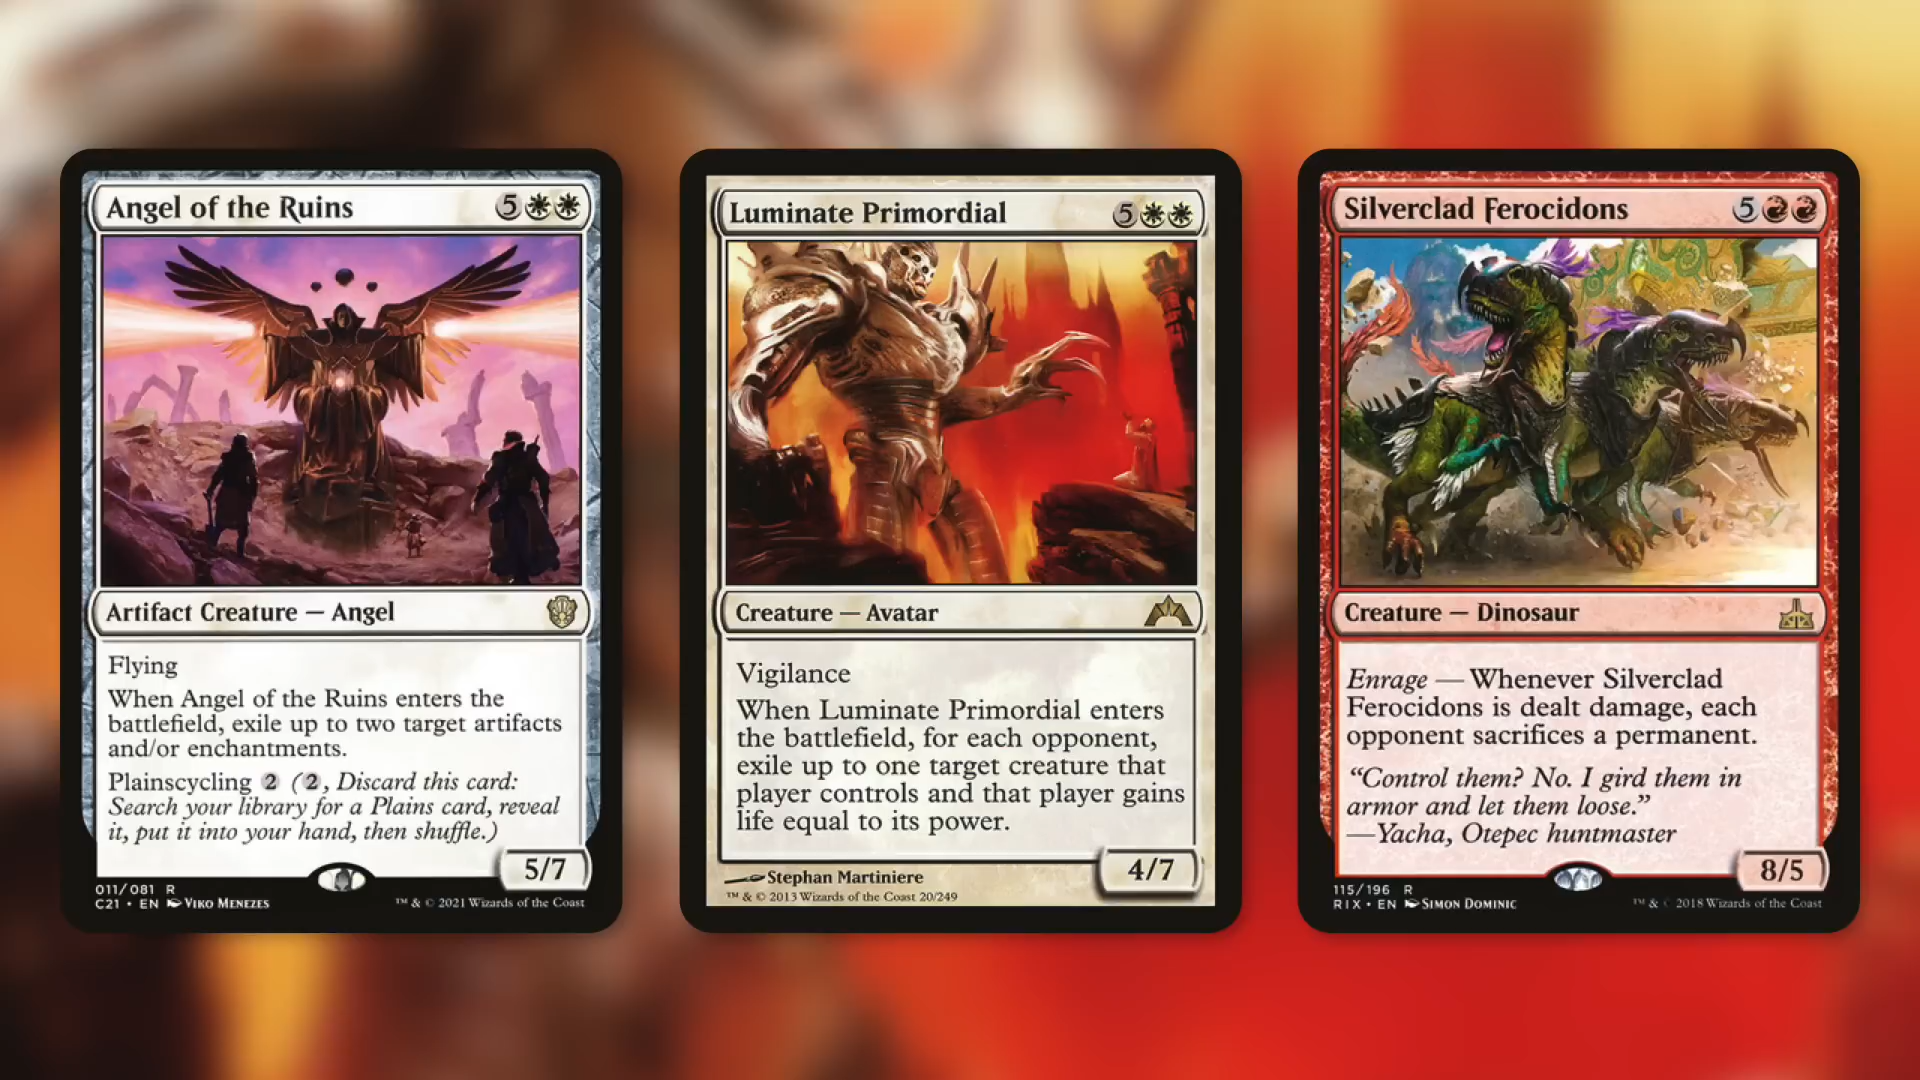 Angel of the Ruins
5
Artifact Creature — Angel
Flying
When Angel of the Ruins enters the
battlefield, exile up to two target artifacts
and/or enchantments.
Plainscycling 2 (2, Discard this card:
Search your library for a Plains card, reveal
it, put it into your hand, then shuffle.)
5/7
011/081 R
C21 • EN Viko Menezes
™ & © 2021 Wizards of the Coast
Luminate Primordial
5
Creature — Avatar
Vigilance
When Luminate Primordial enters
the battlefield, for each opponent,
exile up to one target creature that
player controls and that player gains
life equal to its power.
4/7
Stephan Martiniere
™ & © 2013 Wizards of the Coast 20/249
Silverclad Ferocidons
5
Creature — Dinosaur
Enrage — Whenever Silverclad
Ferocidons is dealt damage, each
opponent sacrifices a permanent.
“Control them? No. I gird them in
armor and let them loose.”
—Yacha, Otepec huntmaster
8/5
115/196 R
RIX • EN Simon Dominic
™ & © 2018 Wizards of the Coast